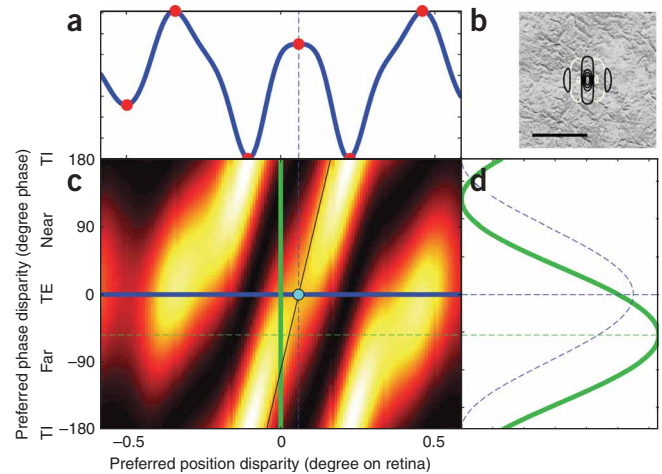 a
b
c
d
TI
180
Near
90
TE
0
Far
−90
TI
−180
−0.5
0
0.5
Preferred phase disparity (degree phase)
Preferred position disparity (degree on retina)